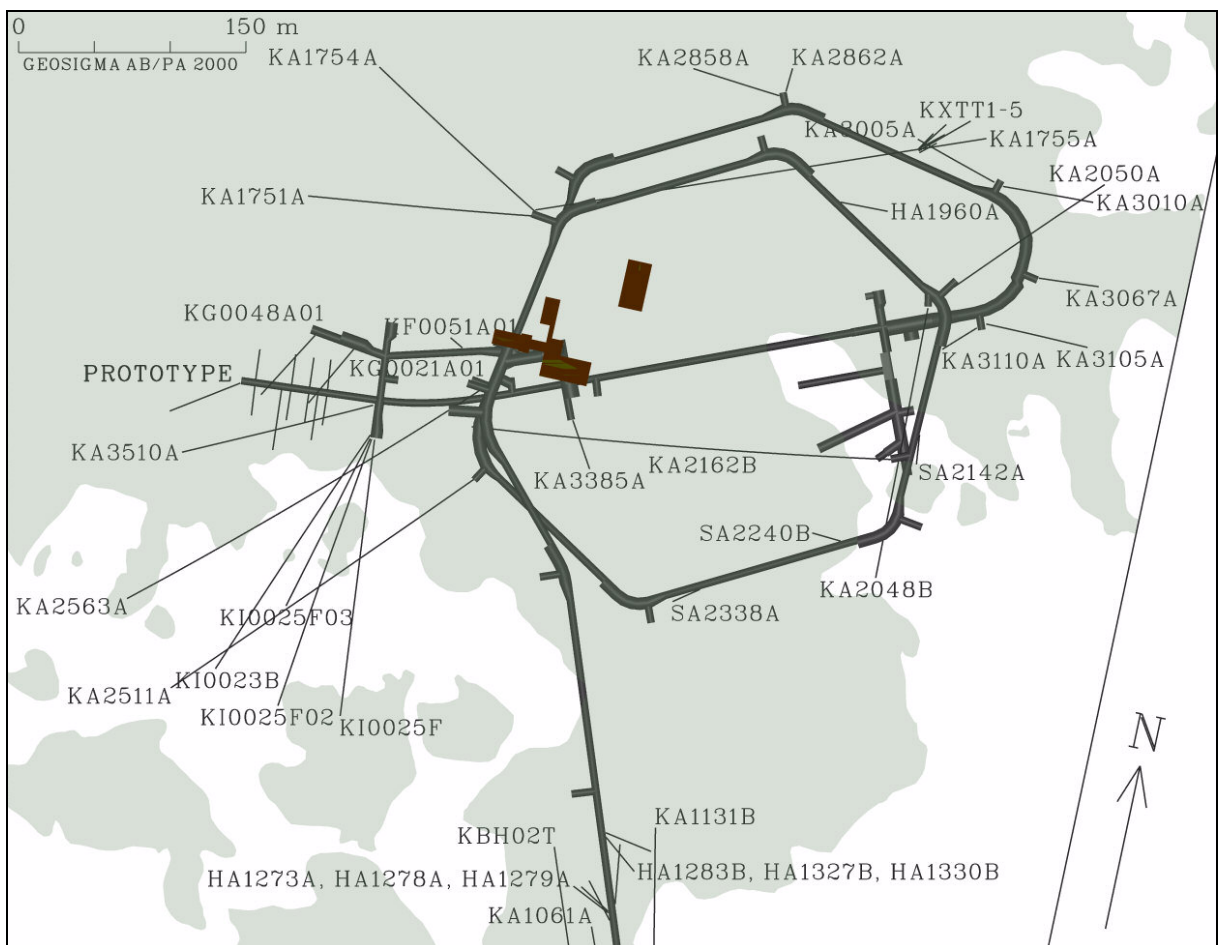 0 150 m
GEOSIGMA AB/PA 2000
KA1754A
KA2858A
KA2862A
KXTT1-5
KA3005A
KA1755A
KA2050A
KA1751A
HA1960A
KA3010A
KA3067A
KG0048A01
KF0051A01
KA3110A
KA3105A
KG0021A01
PROTOTYPE
KA3510A
KA2162B
KA3385A
SA2142A
SA2240B
KA2048B
KA2563A
KI0025F03
SA2338A
KI0023B
KA2511A
KI0025F02
KI0025F
N
KA1131B
KBH02T
HA1283B, HA1327B, HA1330B
HA1273A, HA1278A, HA1279A
KA1061A